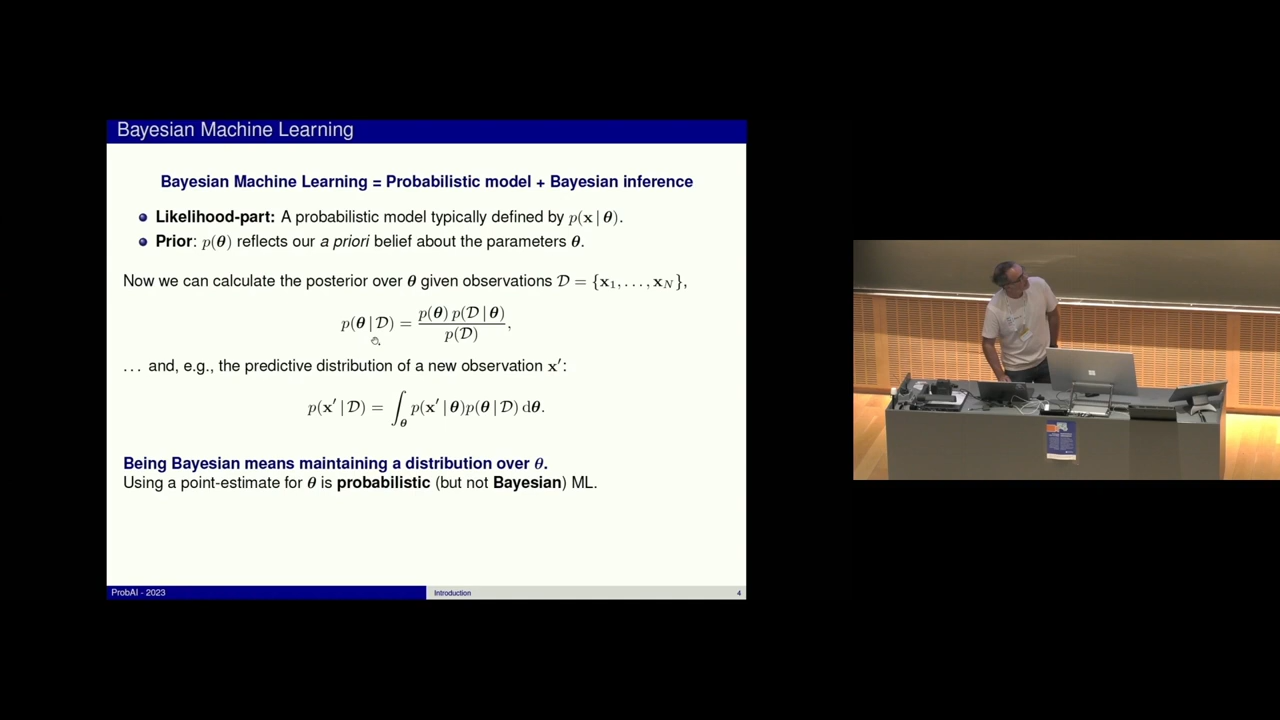 Bayesian Machine Learning
Bayesian Machine Learning = Probabilistic model + Bayesian inference
Likelihood-part: A probabilistic model typically defined by p(x | θ).
Prior: p(θ) reflects our a priori belief about the parameters θ.
Now we can calculate the posterior over θ given observations 𝒟 = {x₁, . . . , x_N},
p(θ | 𝒟) = p(θ) p(𝒟 | θ) / p(𝒟),
. . . and, e.g., the predictive distribution of a new observation x′:
p(x′ | 𝒟) = ∫_θ p(x′ | θ)p(θ | 𝒟) dθ.
Being Bayesian means maintaining a distribution over θ.
Using a point-estimate for θ is probabilistic (but not Bayesian) ML.
ProbAI - 2023
Introduction
4